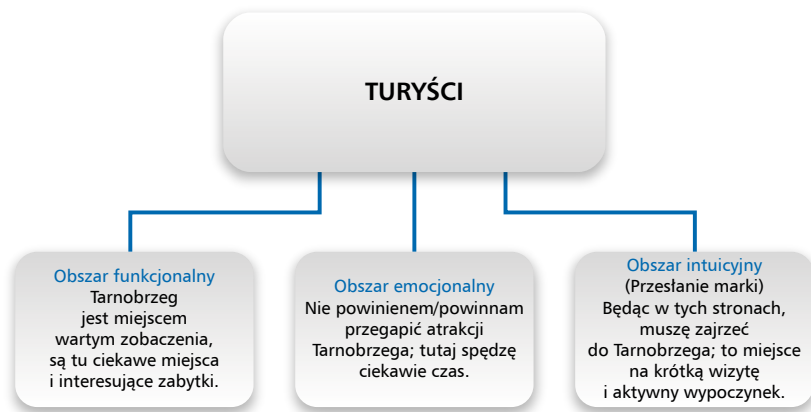 TURYŚCI
Obszar funkcjonalny
Tarnobrzeg
jest miejscem
wartym zobaczenia,
są tu ciekawe miejsca
i interesujące zabytki.
Obszar emocjonalny
Nie powinienem/powinnam
przegapić atrakcji
Tarnobrzega; tutaj spędzę
ciekawie czas.
Obszar intuicyjny
(Przesłanie marki)
Będąc w tych stronach,
muszę zajrzeć
do Tarnobrzega; to miejsce
na krótką wizytę
i aktywny wypoczynek.